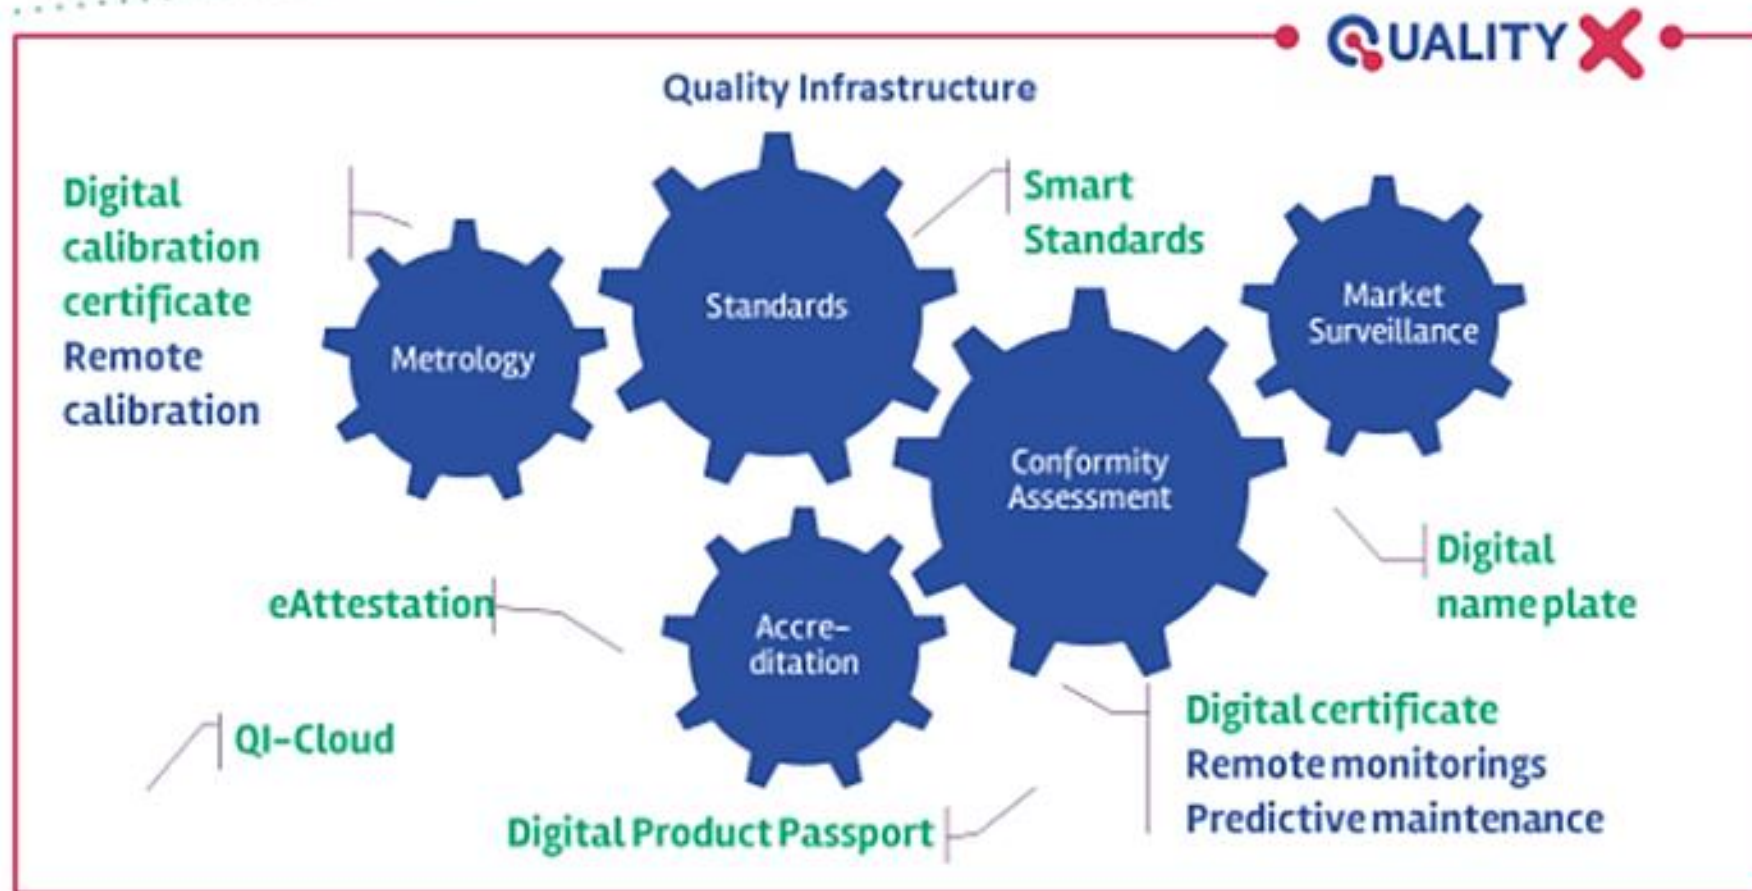 QUALITY X
Quality Infrastructure
Digital
calibration
certificate
Remote
calibration
Metrology
Standards
Smart
Standards
Market
Surveillance
Conformity
Assessment
Digital
name plate
eAttestation
Accre-
ditation
QI-Cloud
Digital certificate
Remote monitorings
Predictive maintenance
Digital Product Passport